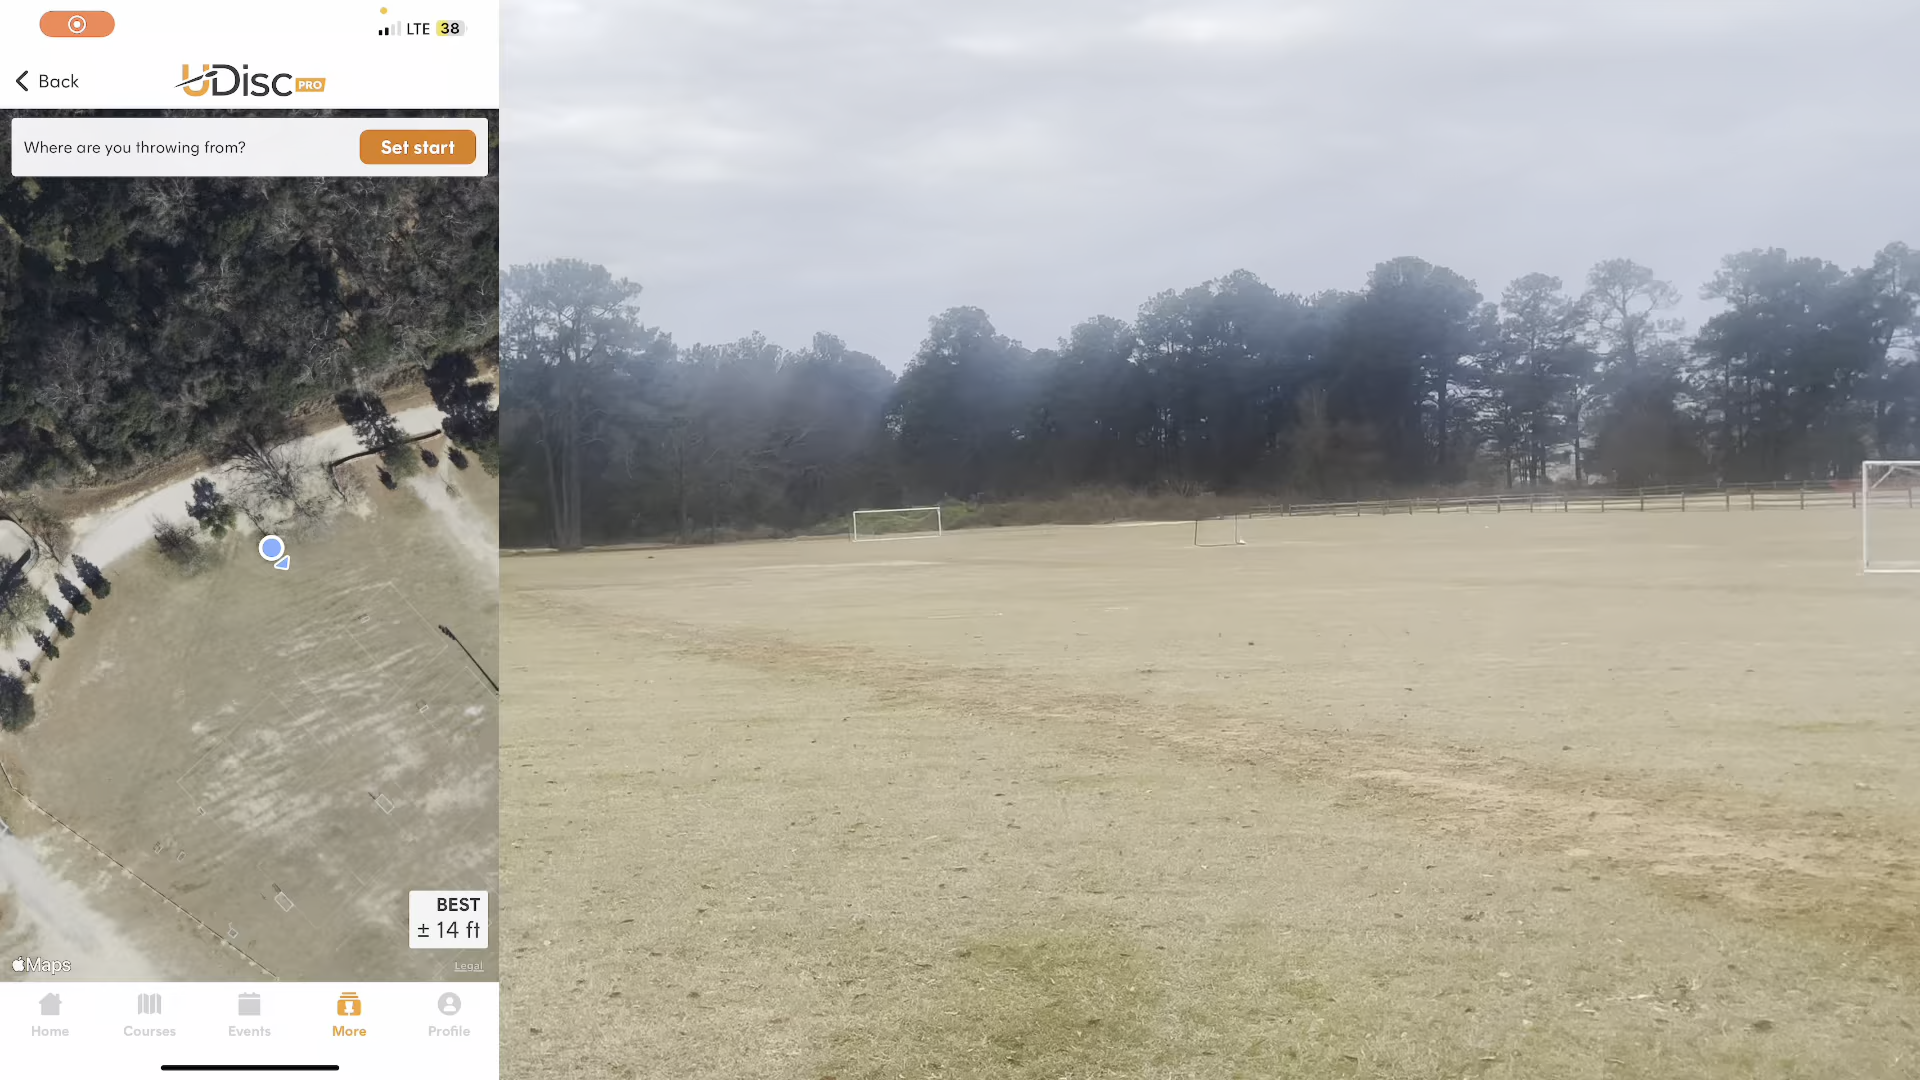 LTE 38
Back
UDisc PRO
Where are you throwing from?
Set start
BEST
± 14 ft
Maps
Legal
Home
Courses
Events
More
Profile